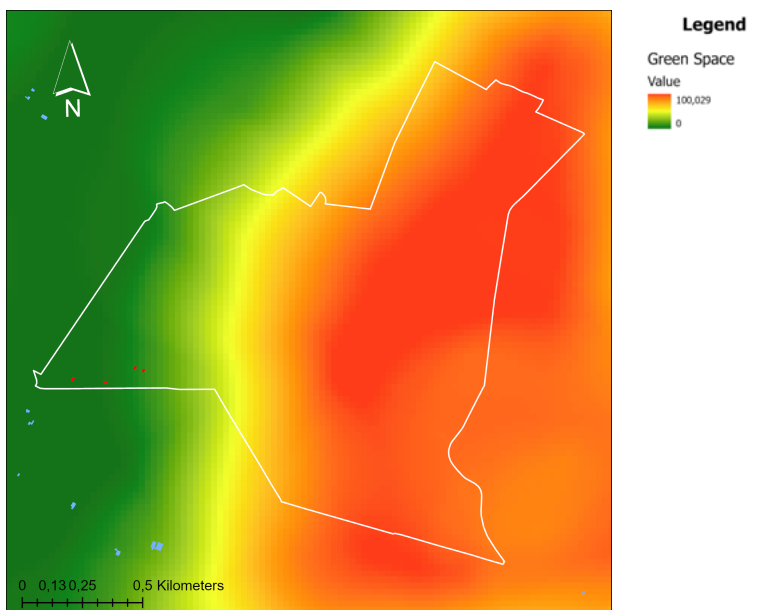 Legend
Green Space
Value
100,029
0
N
0 0,13 0,25 0,5 Kilometers